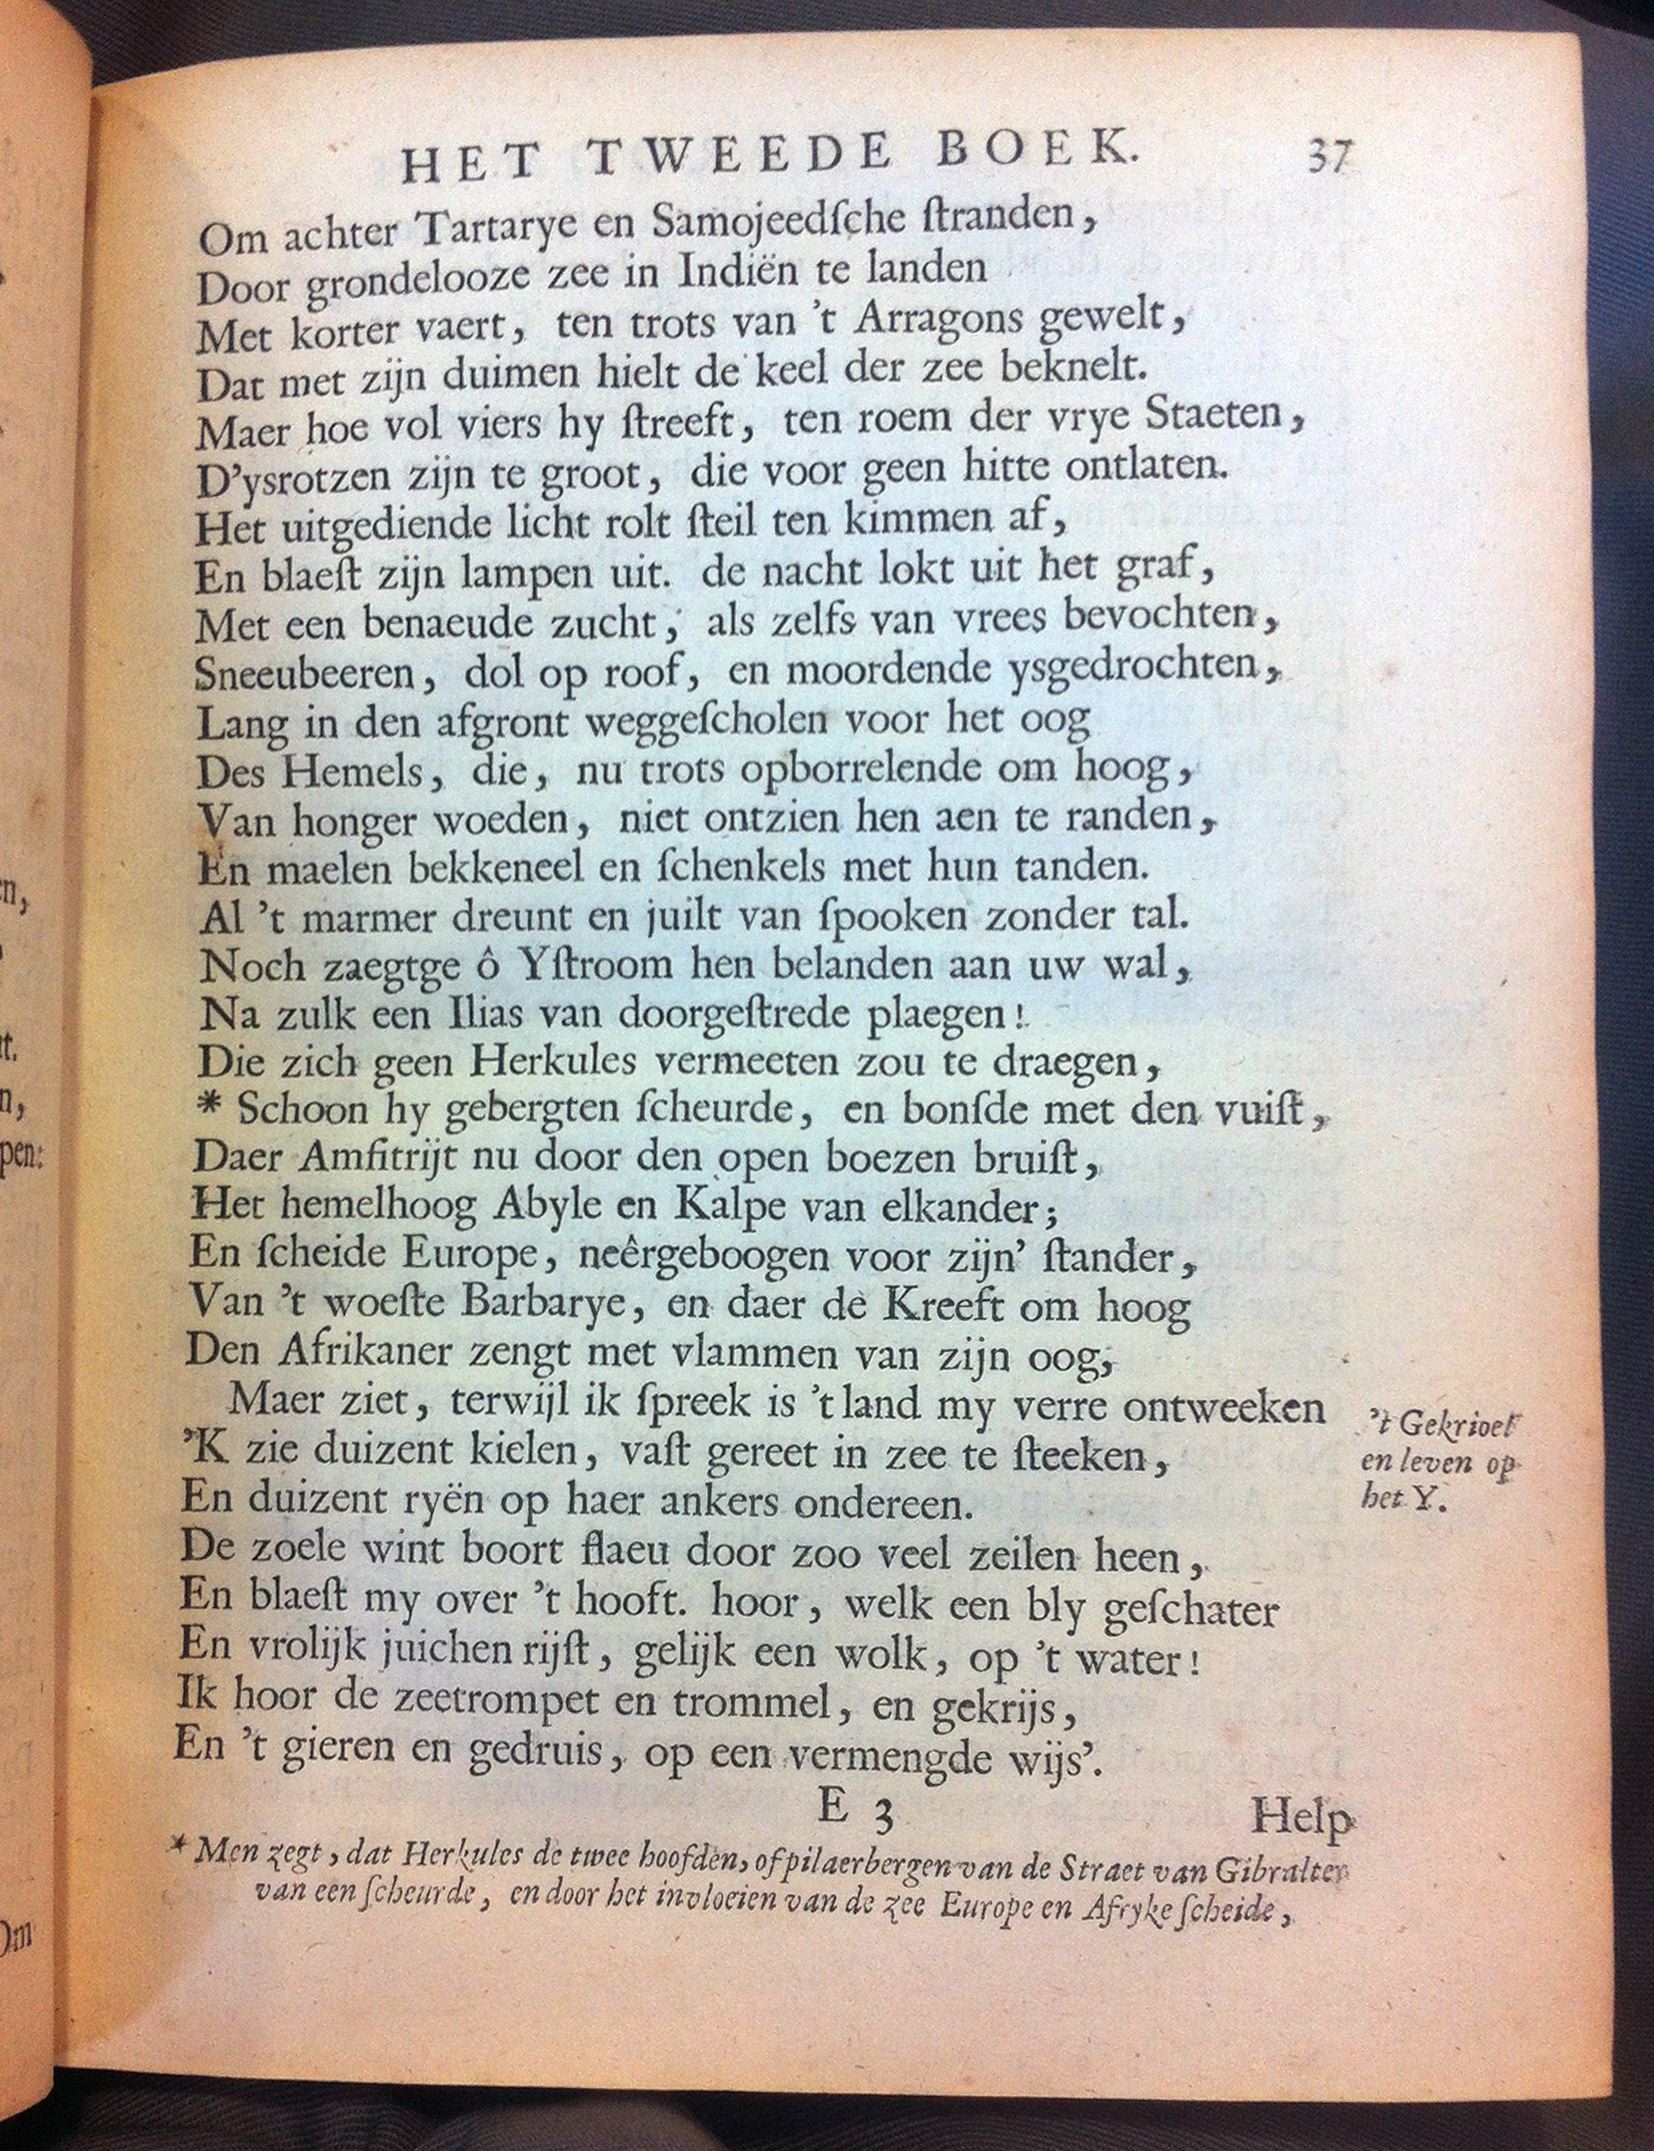 HET TWEEDE BOEK. 37
Om achter Tartarye en Samojeedſche ſtranden,
Door grondelooze zee in Indiën te landen
Met korter vaert, ten trots van 't Arragons gewelt,
Dat met zijn duimen hielt de keel der zee beknelt.
Maer hoe vol viers hy ſtreeft, ten roem der vrye Staeten,
D'ysrotzen zijn te groot, die voor geen hitte ontlaten.
Het uitgediende licht rolt ſteil ten kimmen af,
En blaeſt zijn lampen uit. de nacht lokt uit het graf,
Met een benaeude zucht, als zelfs van vrees bevochten,
Sneeubeeren, dol op roof, en moordende ysgedrochten,
Lang in den afgront weggeſcholen voor het oog
Des Hemels, die, nu trots opborrelende om hoog,
Van honger woeden, niet ontzien hen aen te randen,
En maelen bekkeneel en ſchenkels met hun tanden.
Al 't marmer dreunt en juilt van ſpooken zonder tal.
Noch zaegtge ô Yſtroom hen belanden aan uw wal,
Na zulk een Ilias van doorgeſtrede plaegen!
Die zich geen Herkules vermeeten zou te draegen,
* Schoon hy gebergten ſcheurde, en bonſde met den vuiſt,
Daer Amfitrijt nu door den open boezen bruiſt,
Het hemelhoog Abyle en Kalpe van elkander;
En ſcheide Europe, neêrgeboogen voor zijn' ſtander,
Van 't woeſte Barbarye, en daer de Kreeft om hoog
Den Afrikaner zengt met vlammen van zijn oog,
Maer ziet, terwijl ik ſpreek is 't land my verre ontweeken
'K zie duizent kielen, vaſt gereet in zee te ſteeken,
En duizent ryën op haer ankers ondereen.
De zoele wint boort flaeu door zoo veel zeilen heen,
En blaeſt my over 't hooft. hoor, welk een bly geſchater
En vrolijk juichen rijſt, gelijk een wolk, op 't water!
Ik hoor de zeetrompet en trommel, en gekrijs,
En 't gieren en gedruis, op een vermengde wijs'.
't Gekrioel
en leven op
het Y.
E 3 Help
* Men zegt, dat Herkules de twee hoofden, of pilaerbergen van de Straet van Gibralter
van een ſcheurde, en door het invloeien van de zee Europe en Afryke ſcheide,
en,
t.
n,
pen:
Om